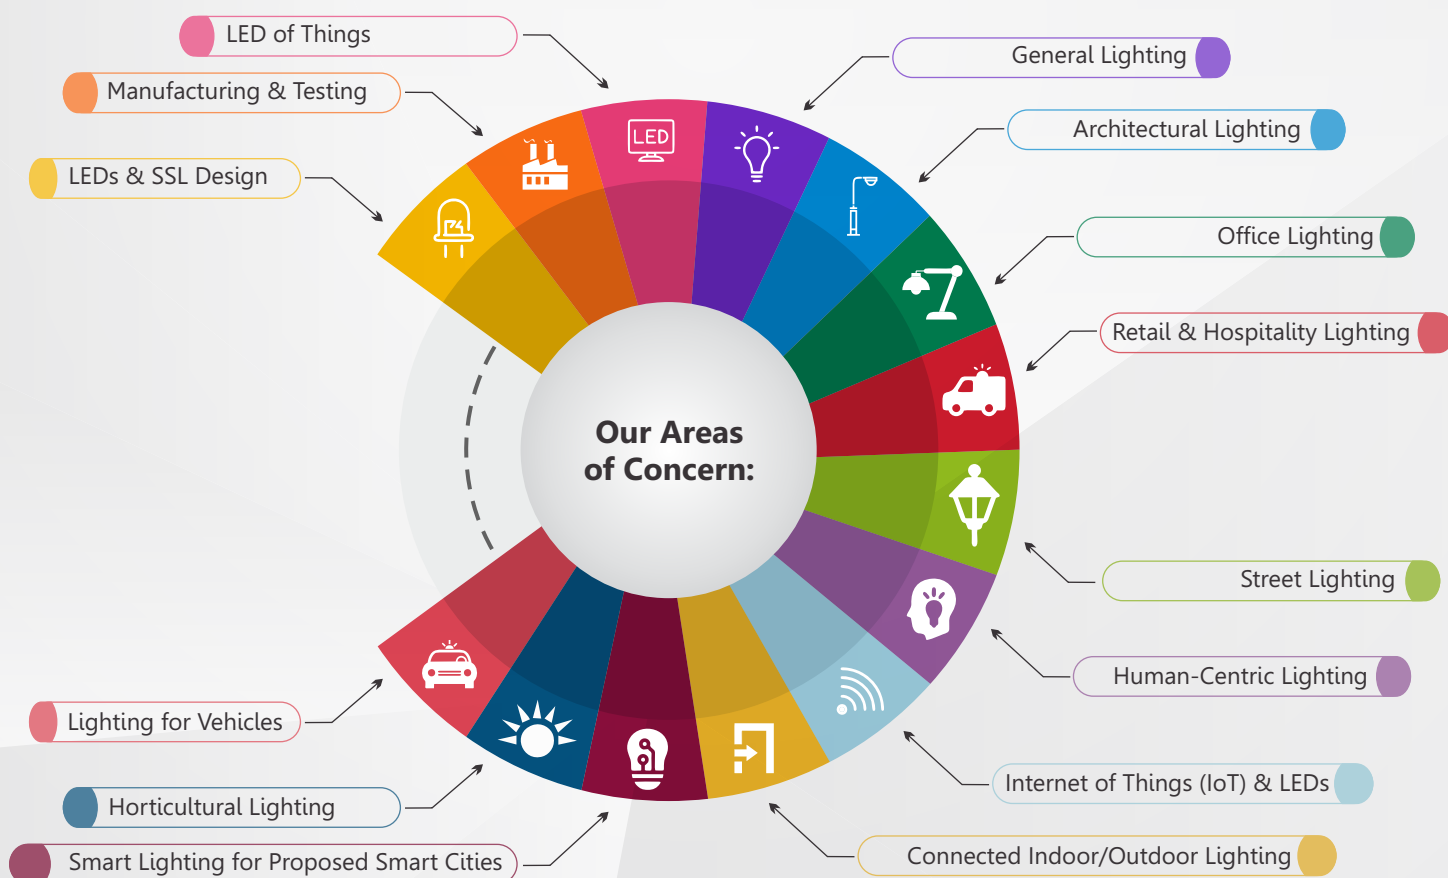 LED of Things
General Lighting
Manufacturing & Testing
Architectural Lighting
LEDs & SSL Design
LED
Office Lighting
Retail & Hospitality Lighting
Our Areas
of Concern:
Street Lighting
Human-Centric Lighting
Lighting for Vehicles
Internet of Things (IoT) & LEDs
Horticultural Lighting
Connected Indoor/Outdoor Lighting
Smart Lighting for Proposed Smart Cities